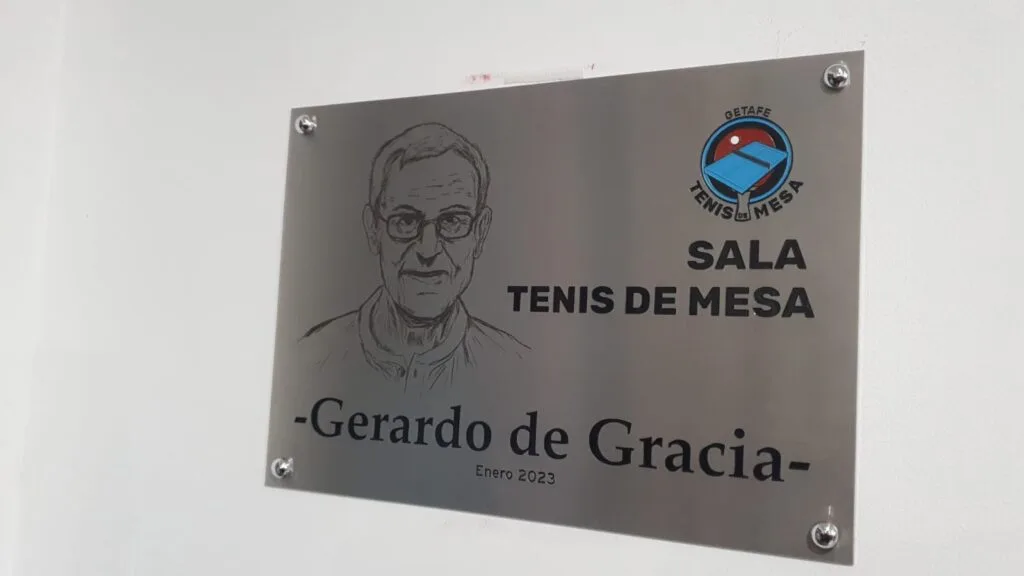 GETAFE
TENIS DE MESA
SALA
TENIS DE MESA
-Gerardo de Gracia-
Enero 2023